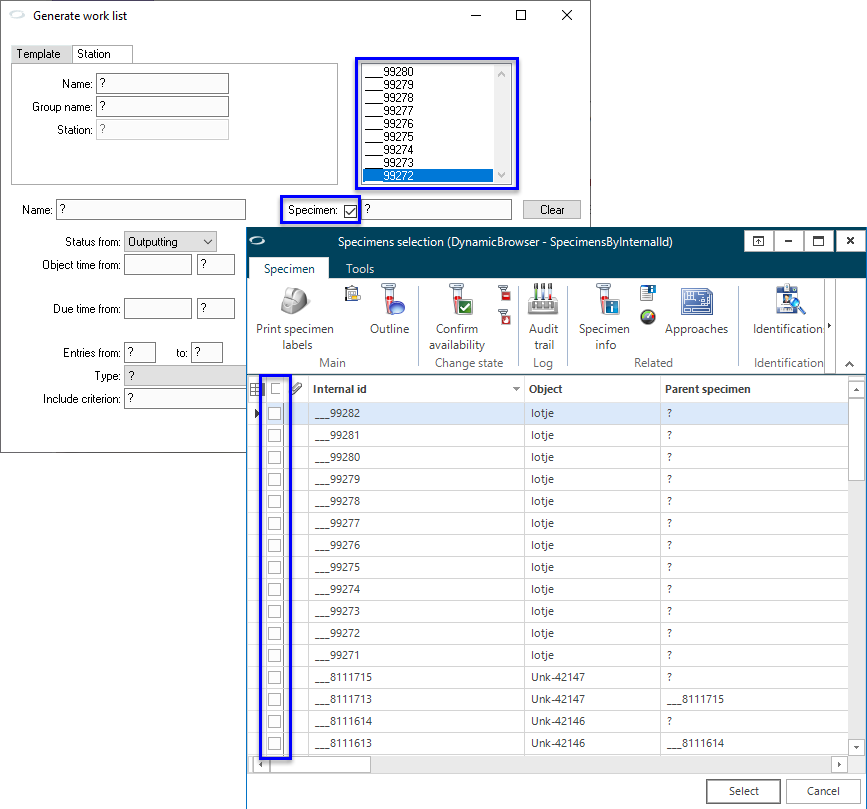 Generate work list
Template Station
Name: ?
Group name: ?
Station: ?
___99280
___99279
___99278
___99277
___99276
___99275
___99274
___99273
___99272
Name: ? Specimen: ? Clear
Status from: Outputting
Object time from: ?
Due time from: ?
Entries from: ? to: ?
Type: ?
Include criterion: ?
Specimens selection (DynamicBrowser - SpecimensByInternalId)
Specimen Tools
Print specimen labels
Outline
Main
Confirm availability
Change state
Audit trail
Log
Specimen info
Approaches
Related
Identification
Identification
Internal id Object Parent specimen
___99282 lotje ?
___99281 lotje ?
___99280 lotje ?
___99279 lotje ?
___99278 lotje ?
___99277 lotje ?
___99276 lotje ?
___99275 lotje ?
___99274 lotje ?
___99273 lotje ?
___99272 lotje ?
___99271 lotje ?
___8111715 Unk-42147 ?
___8111713 Unk-42147 ___8111715
___8111614 Unk-42146 ?
___8111613 Unk-42146 ___8111614
Select Cancel